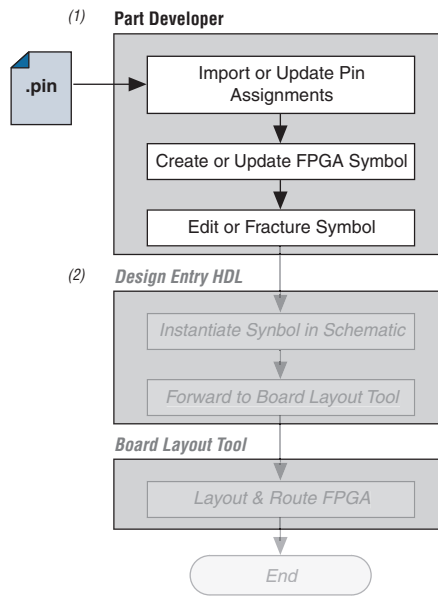 (1) Part Developer
.pin
Import or Update Pin
Assignments
Create or Update FPGA Symbol
Edit or Fracture Symbol
(2) Design Entry HDL
Instantiate Synbol in Schematic
Forward to Board Layout Tool
Board Layout Tool
Layout & Route FPGA
End